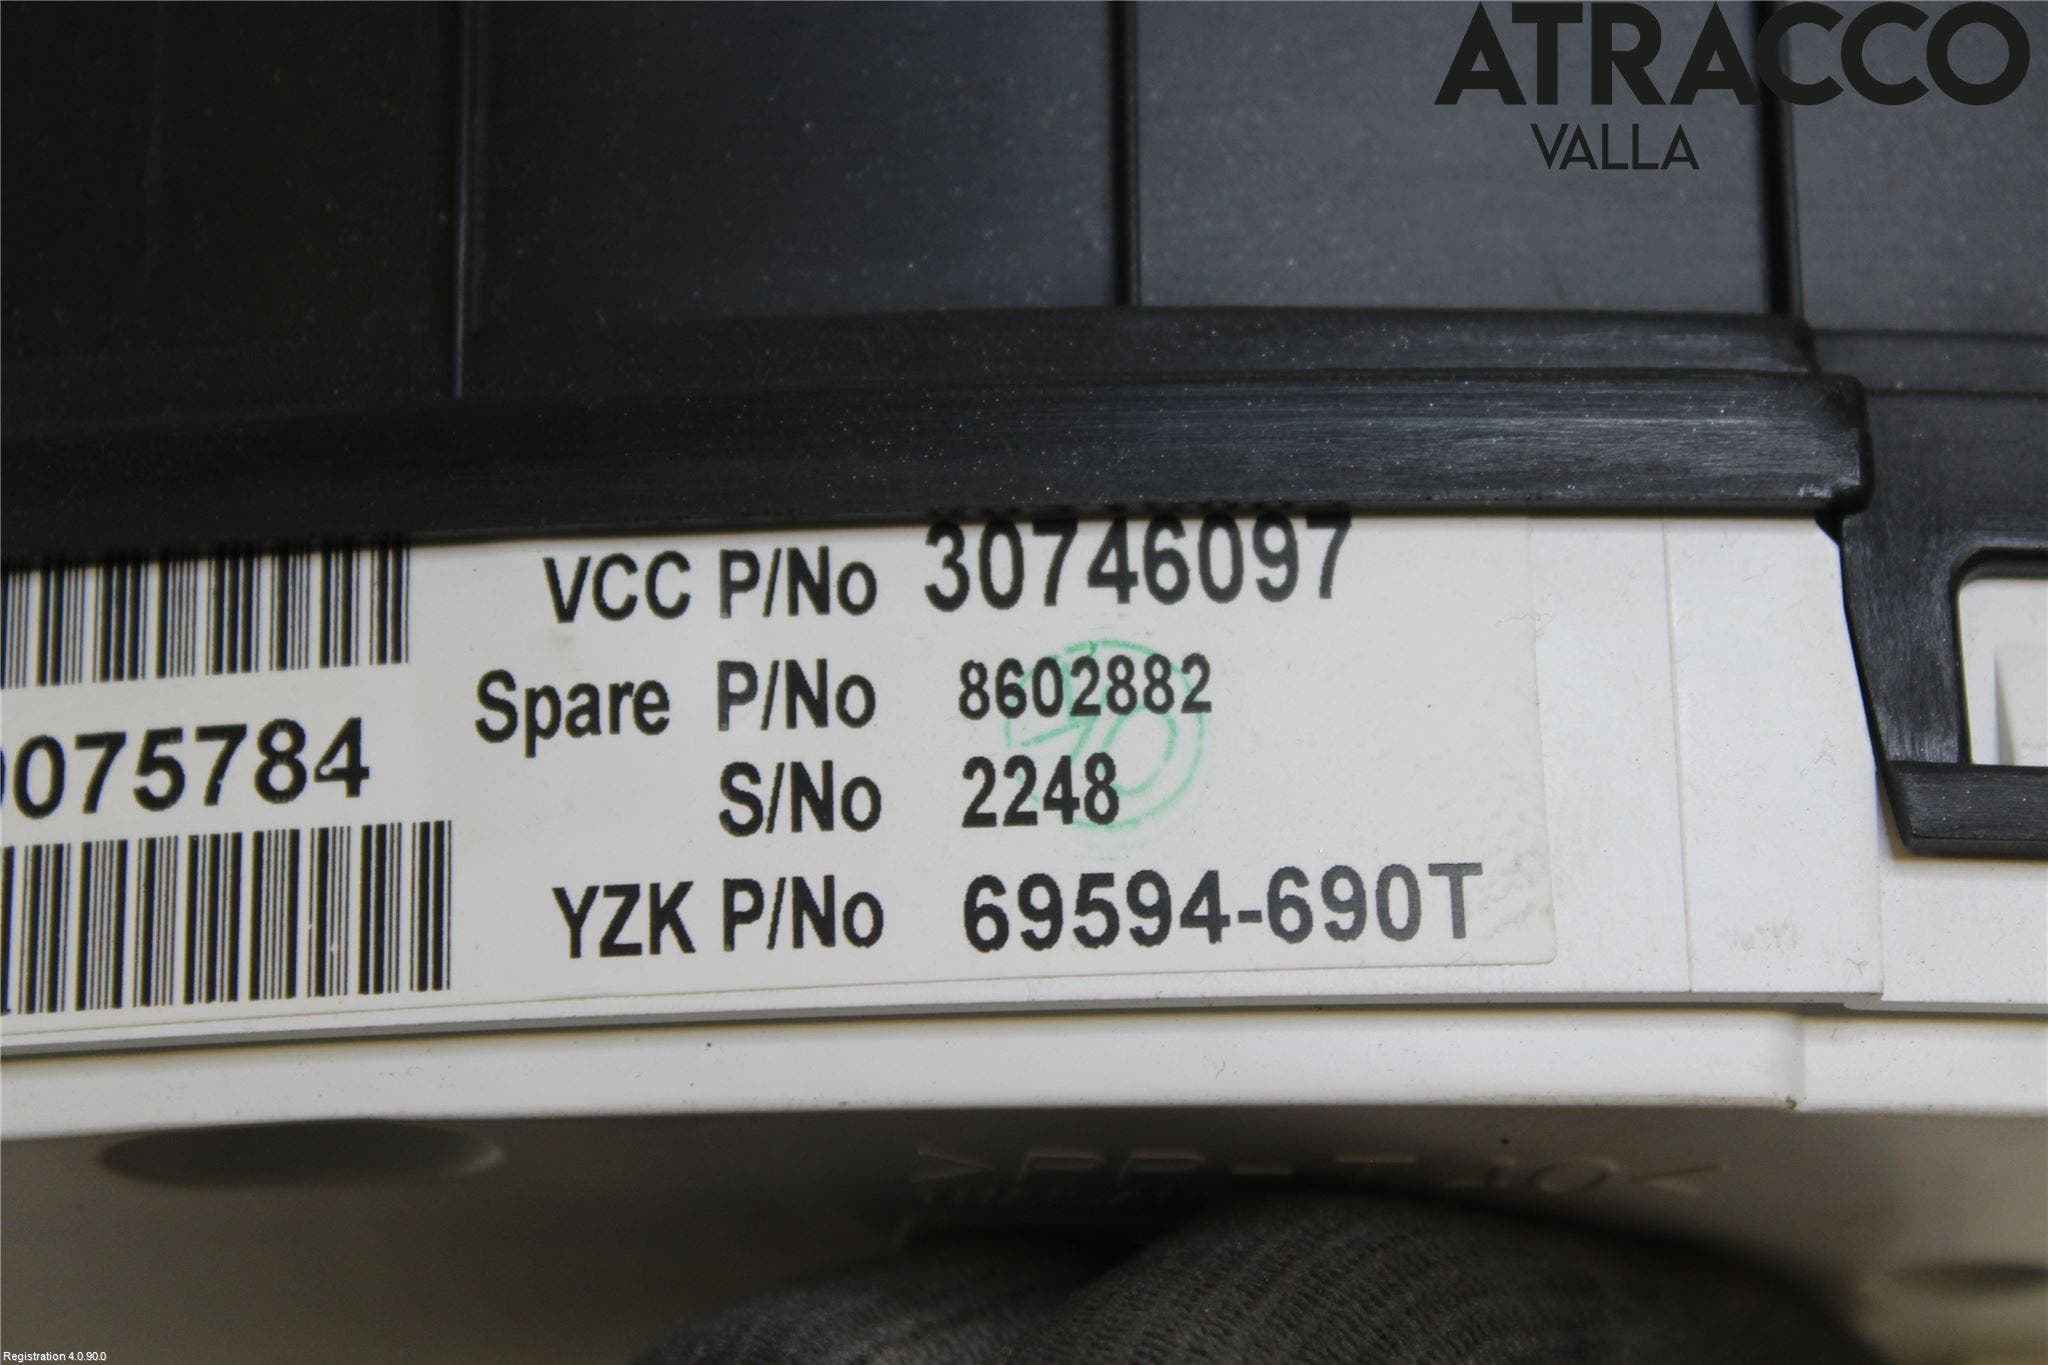 ATRACCO
VALLA
VCC P/No 30746097
Spare P/No 8602882
075784
S/No 2248
YZK P/No 69594-690T
Registration 4.0.90.0